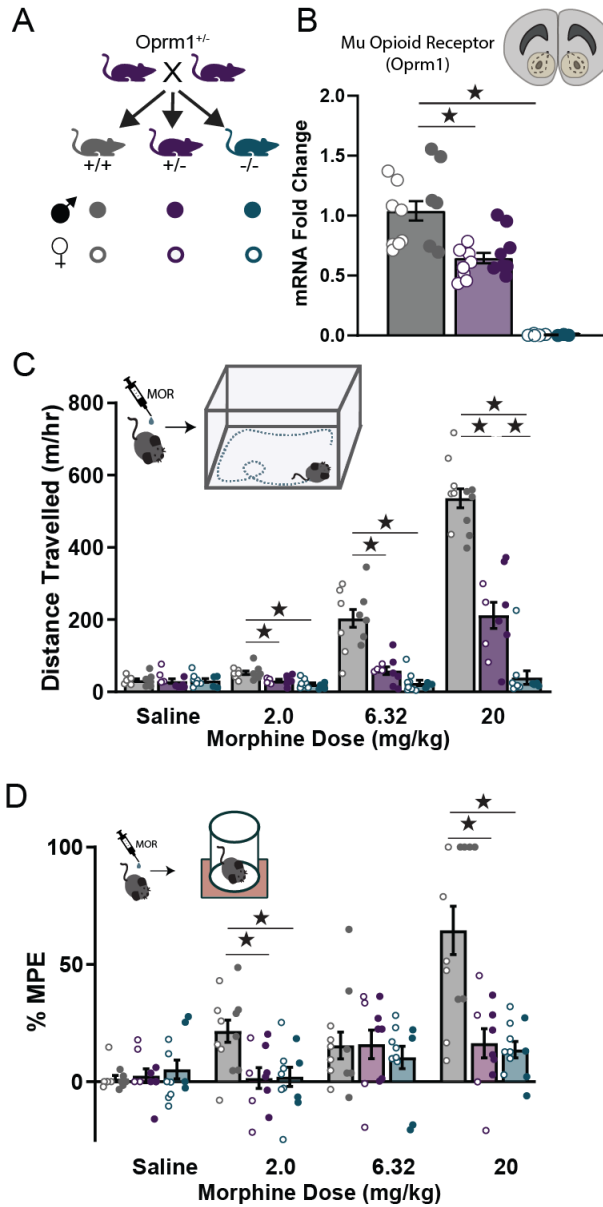 A
Oprm1+/-
X
+/+
+/-
-/-
♂
♀
B
Mu Opioid Receptor
(Oprm1)
★
★
mRNA Fold Change
2.0
1.5
1.0
0.5
0.0
C
MOR
Distance Travelled (m/hr)
800
600
400
200
0
★
★
★
★
★
★ ★
Saline 2.0 6.32 20
Morphine Dose (mg/kg)
D
MOR
% MPE
100
50
0
★
★
★
★
Saline 2.0 6.32 20
Morphine Dose (mg/kg)